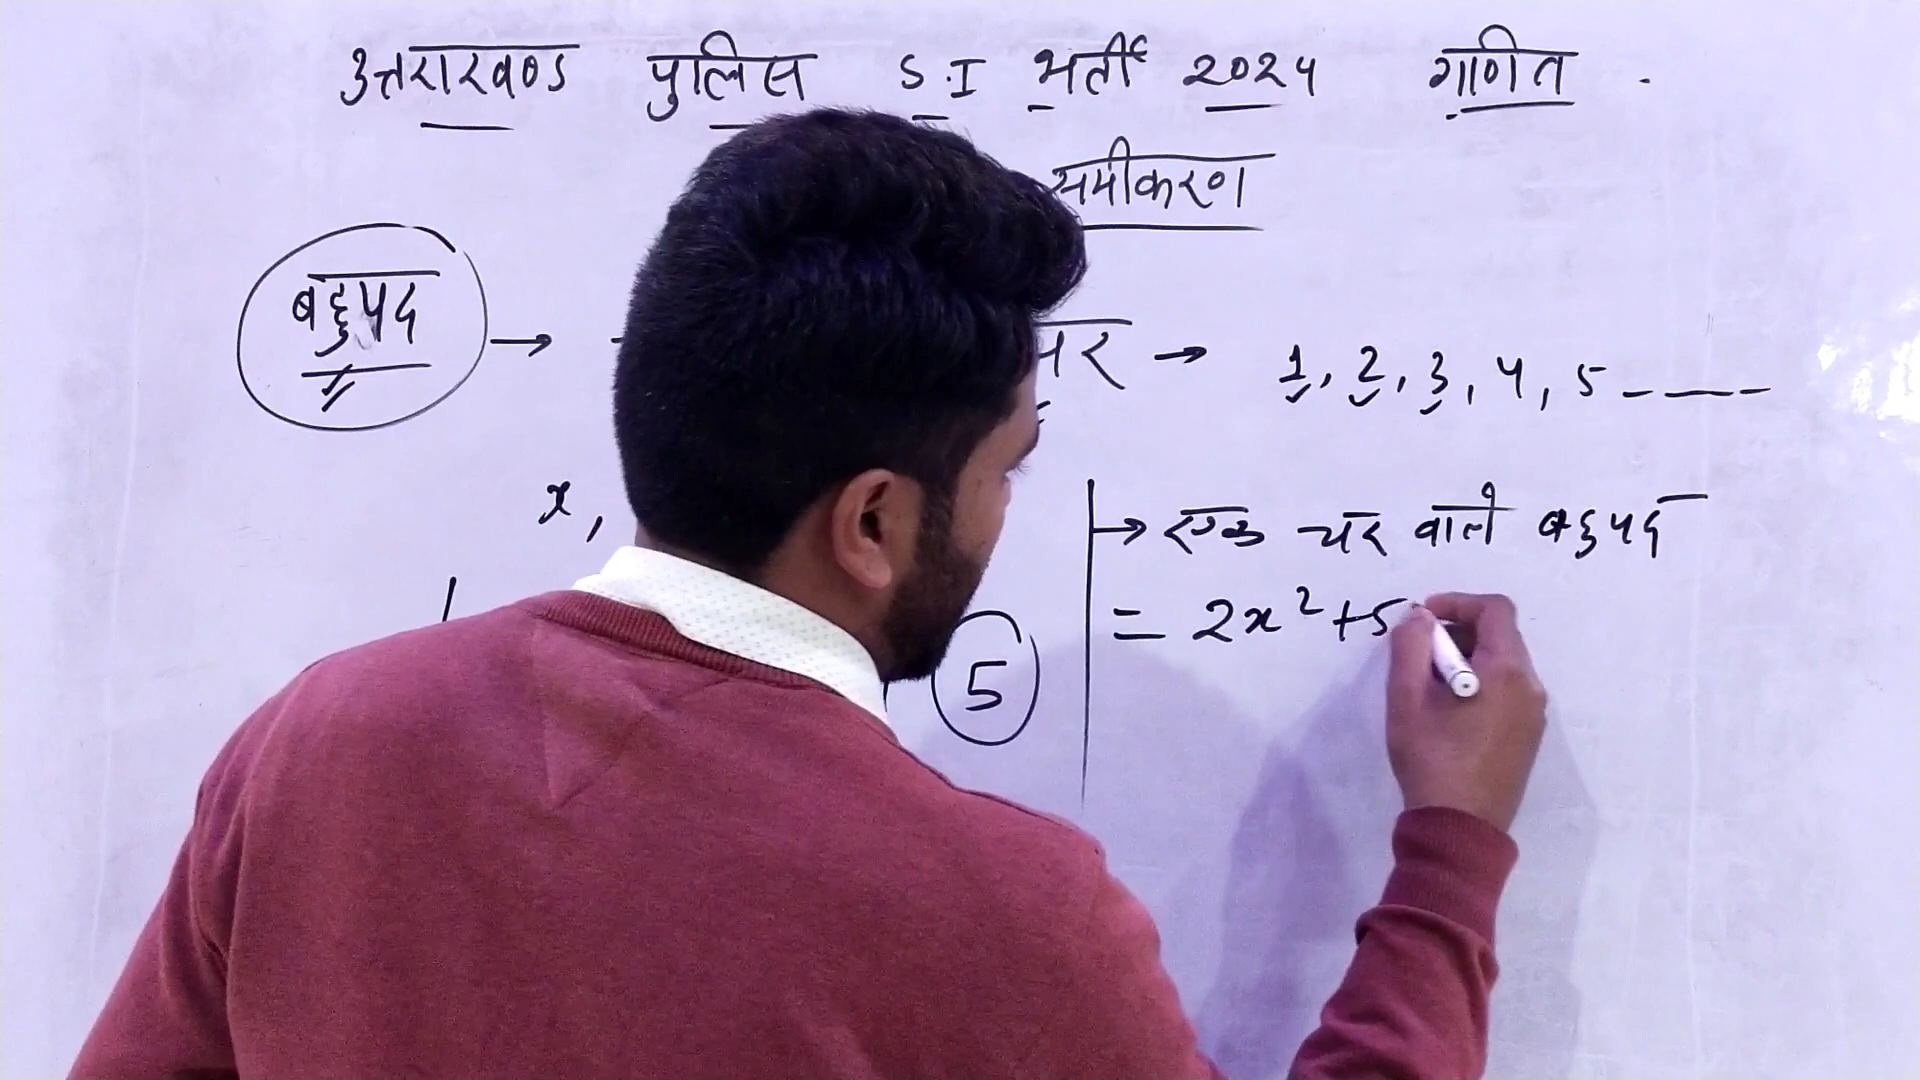 उत्तराखण्ड पुलिस S.I भर्ती 2024 गणित
समीकरण
बहुपद → → 1, 2, 3, 4, 5 - - - -
x,
→ एक चर वाले बहुपद
= 2x² + 5
5